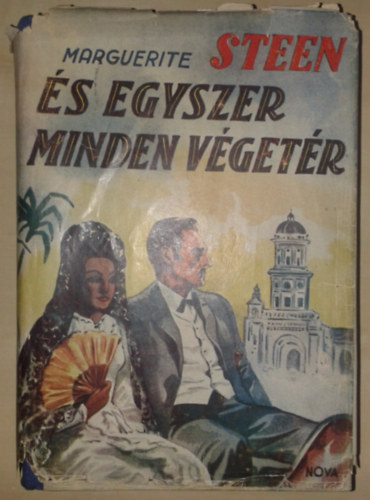 MARGUERITE STEEN
ÉS EGYSZER
MINDEN VÉGETÉR
NOVA